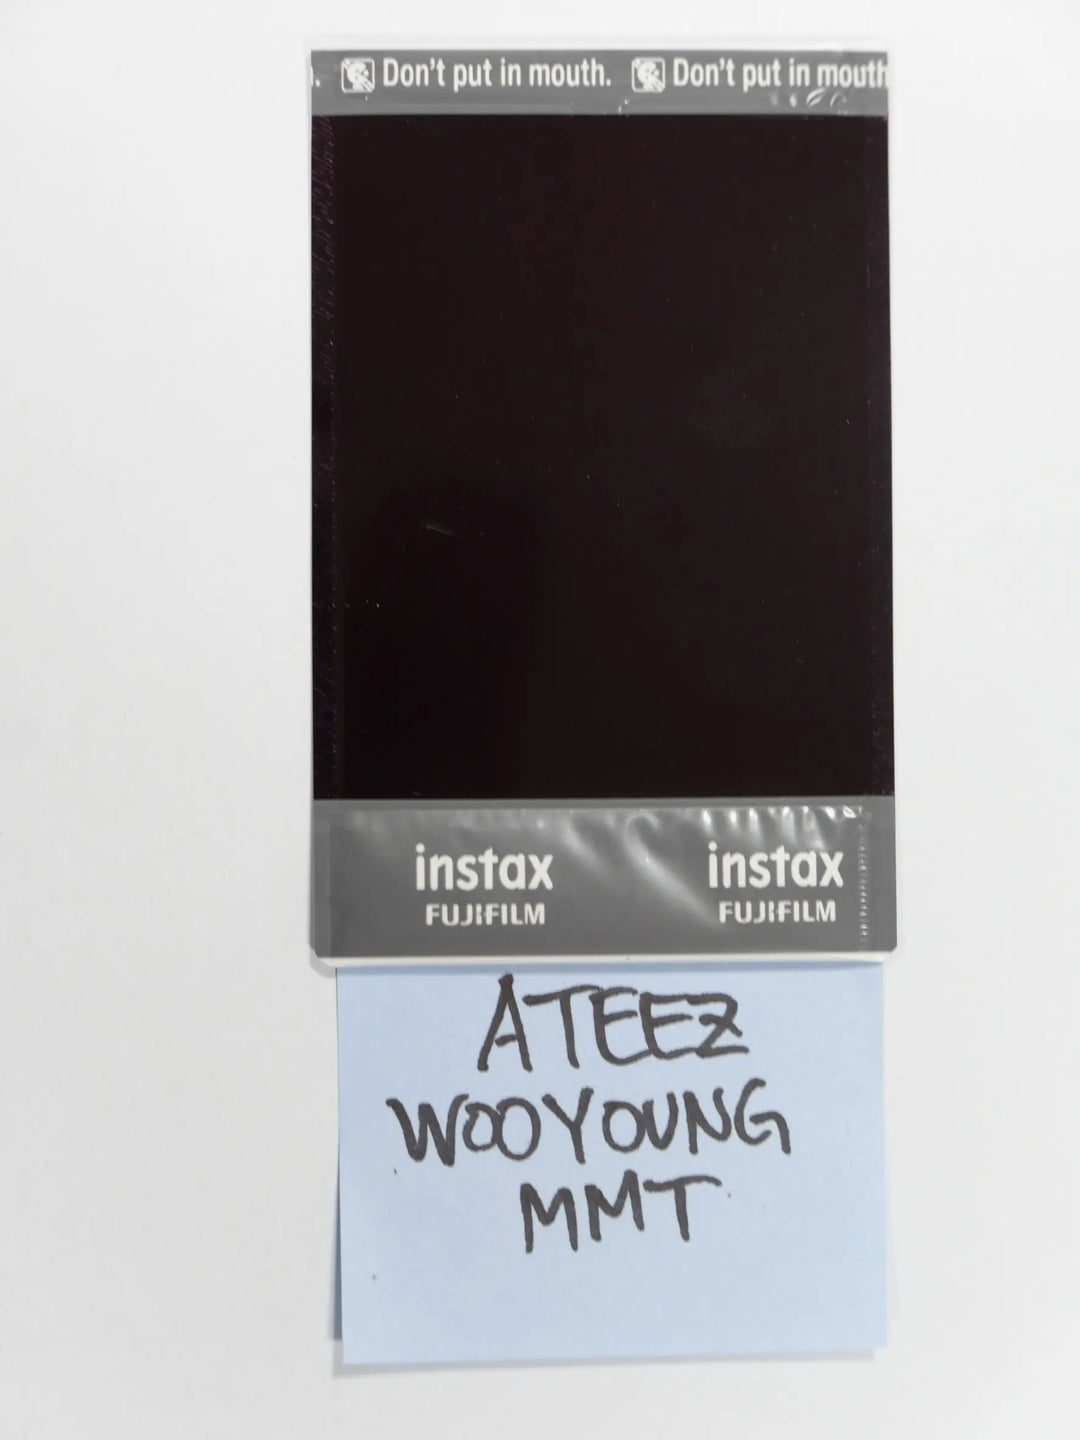 . Don't put in mouth. Don't put in mouth
instax instax
FUJIFILM FUJIFILM
ATEEZ
WOOYOUNG
MMT